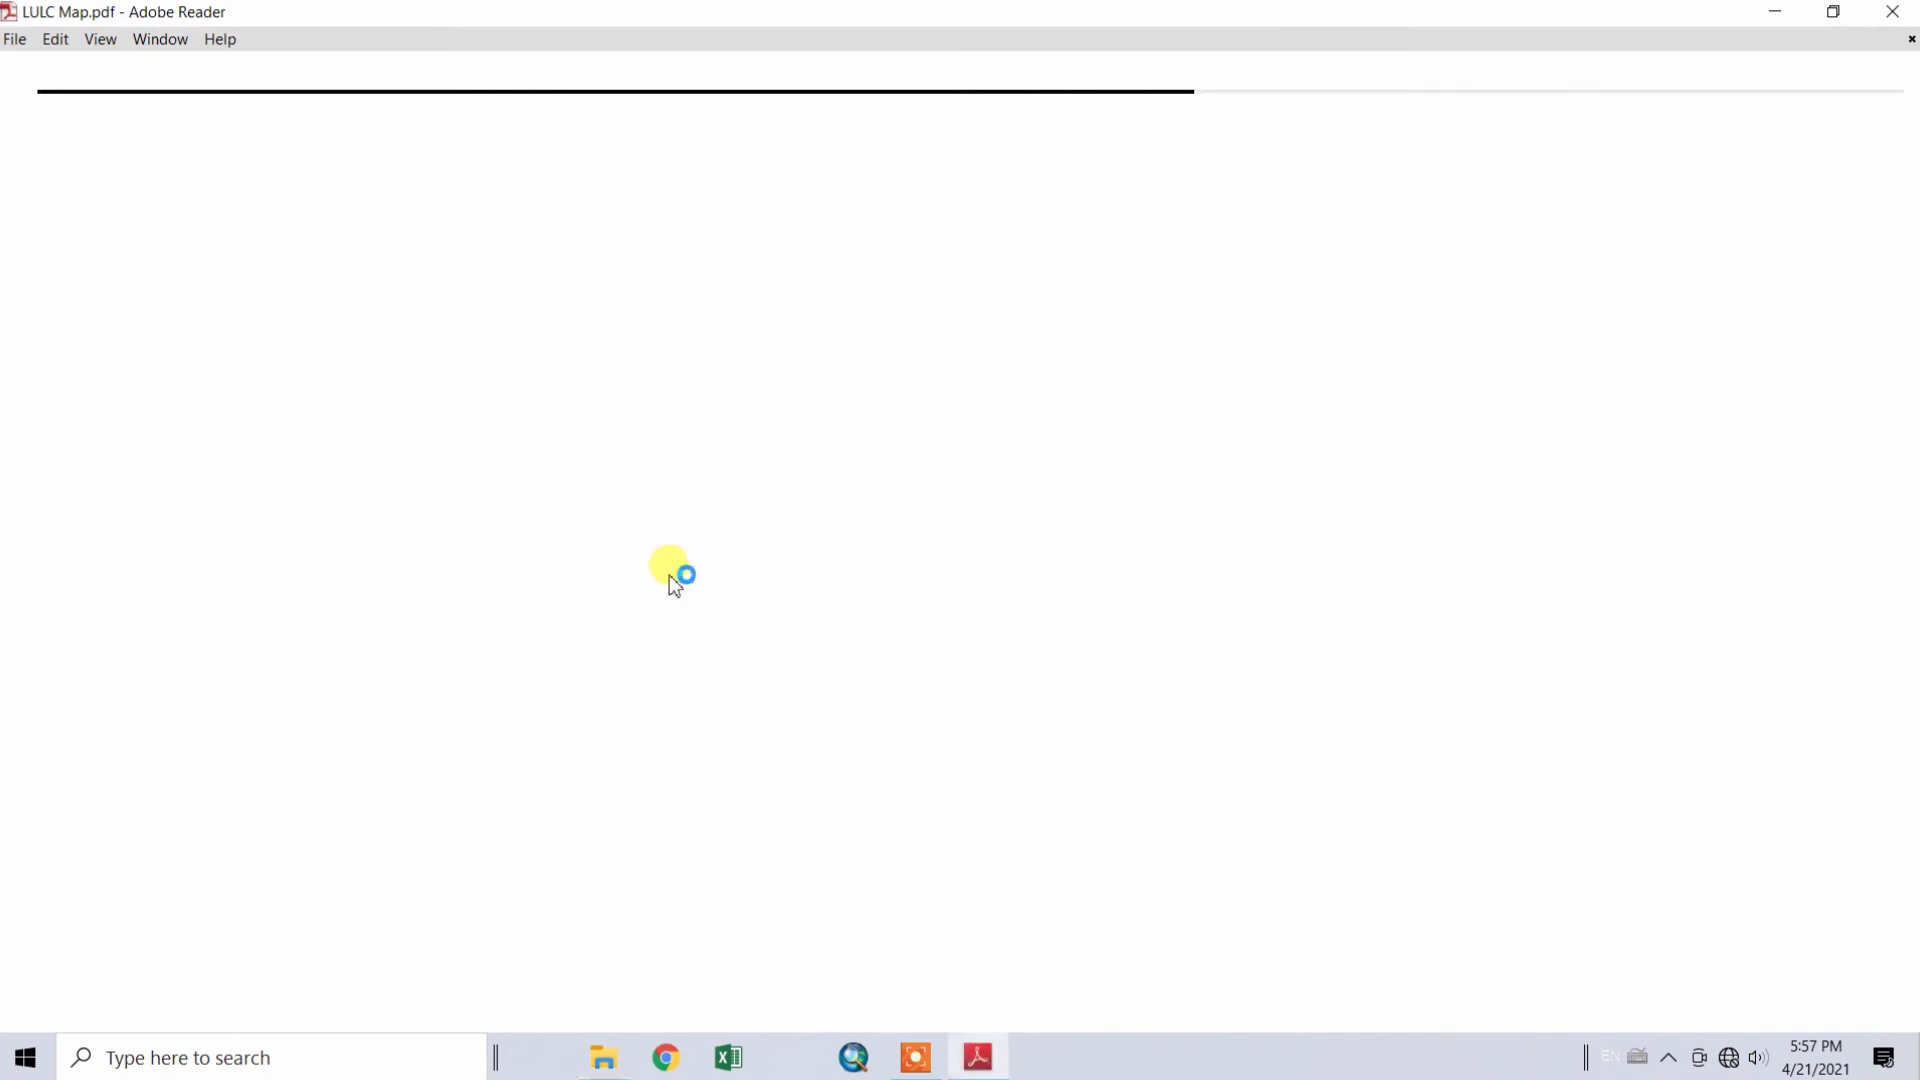 LULC Map.pdf - Adobe Reader
File Edit View Window Help
Type here to search
EN
5:57 PM
4/21/2021